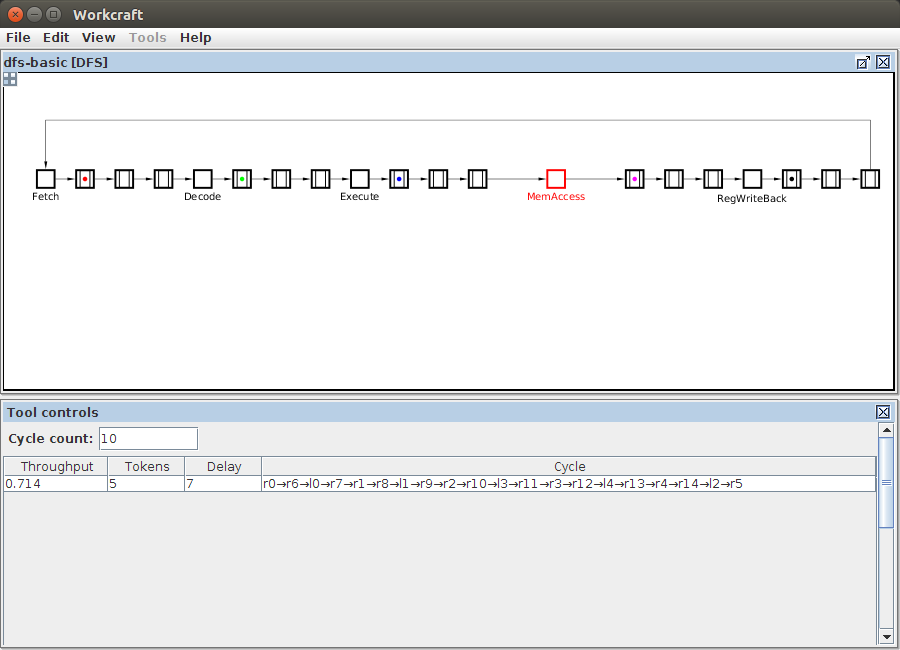 Workcraft
File Edit View Tools Help
dfs-basic [DFS]
Fetch Decode Execute MemAccess RegWriteBack
Tool controls
Cycle count: 10
Throughput Tokens Delay Cycle
0.714 5 7 r0→r6→l0→r7→r1→r8→l1→r9→r2→r10→l3→r11→r3→r12→l4→r13→r4→r14→l2→r5